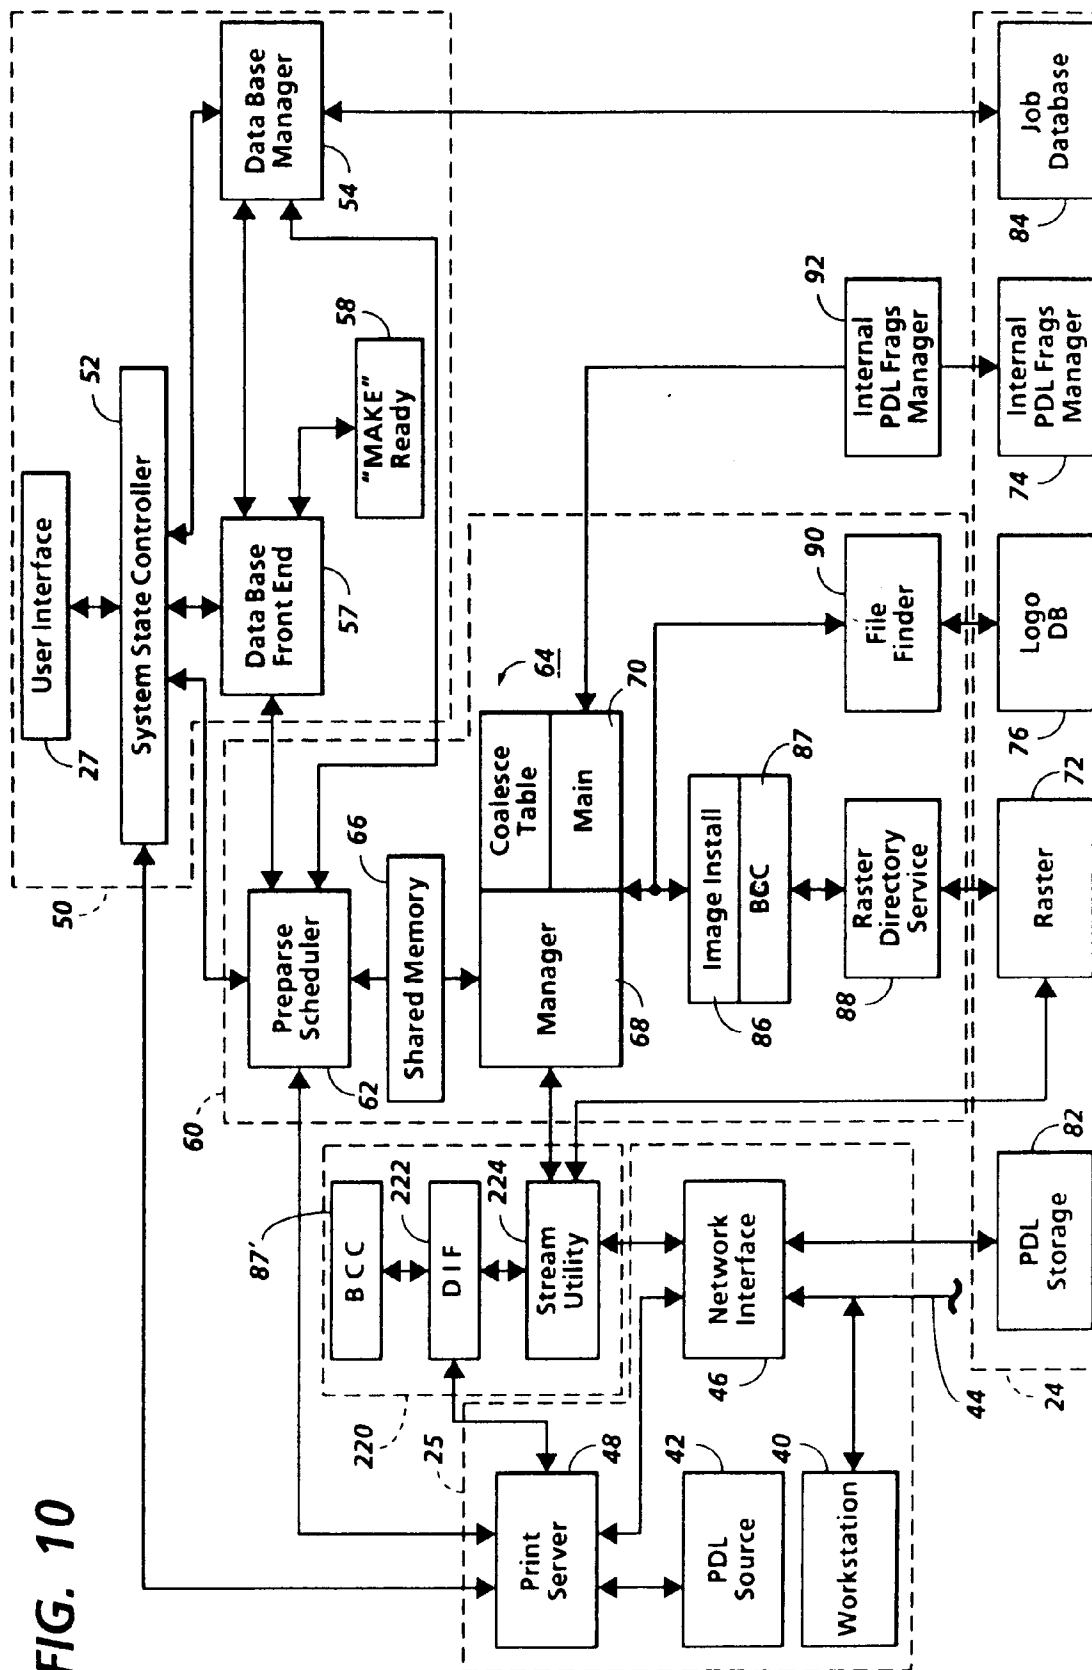 FIG. 10
User Interface
27
System State Controller
52
50
Data Base
Manager
54
Data Base
Front End
57
"MAKE"
Ready
58
60
Preparse
Scheduler
62
Shared Memory
66
64
Coalesce
Table
Manager
68
Main
70
Image Install
86
BCC
87
Raster
Directory
Service
88
File
Finder
90
Internal
PDL Frags
Manager
92
220
B C C
87'
DIF
222
Stream
Utility
224
25
Print
Server
48
PDL
Source
42
Workstation
40
Network
Interface
46
44
24
PDL
Storage
82
Raster
72
Logo
DB
76
Internal
PDL Frags
Manager
74
Job
Database
84